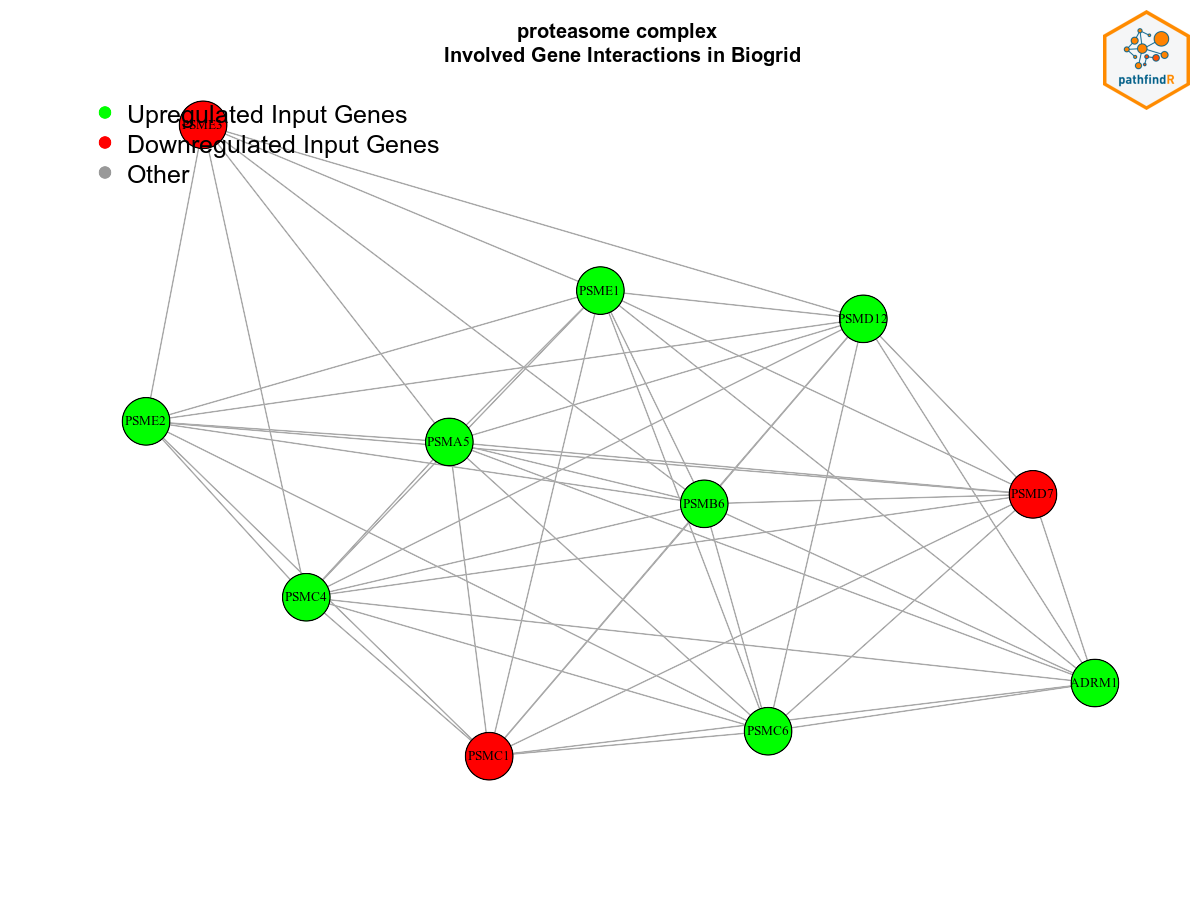 proteasome complex
Involved Gene Interactions in Biogrid
pathfindR
Upregulated Input Genes
Downregulated Input Genes
Other
PSME3
PSME1
PSMD12
PSME2
PSMA5
PSMB6
PSMD7
PSMC4
ADRM1
PSMC6
PSMC1